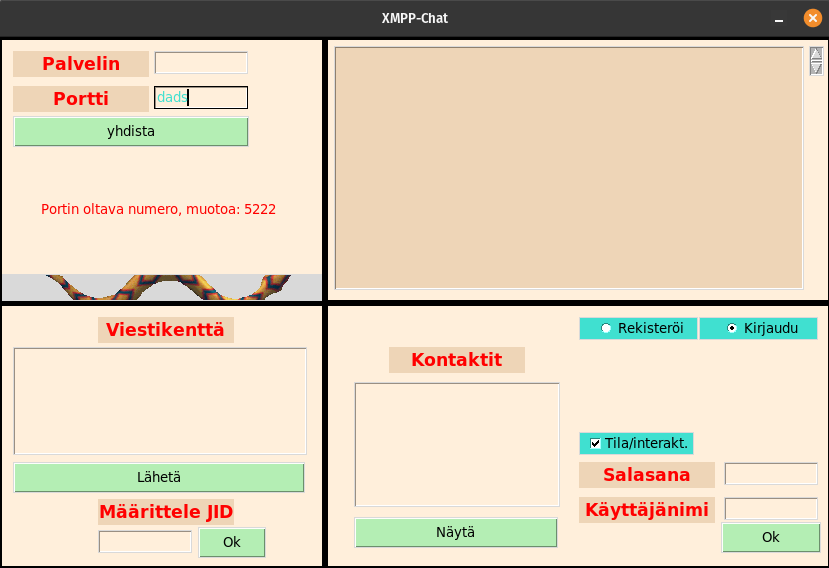 XMPP-Chat
Palvelin
Portti dads
yhdista
Portin oltava numero, muotoa: 5222
Viestikenttä
Lähetä
Määrittele JID
Ok
Kontaktit
Näytä
Rekisteröi Kirjaudu
Tila/interakt.
Salasana
Käyttäjänimi
Ok